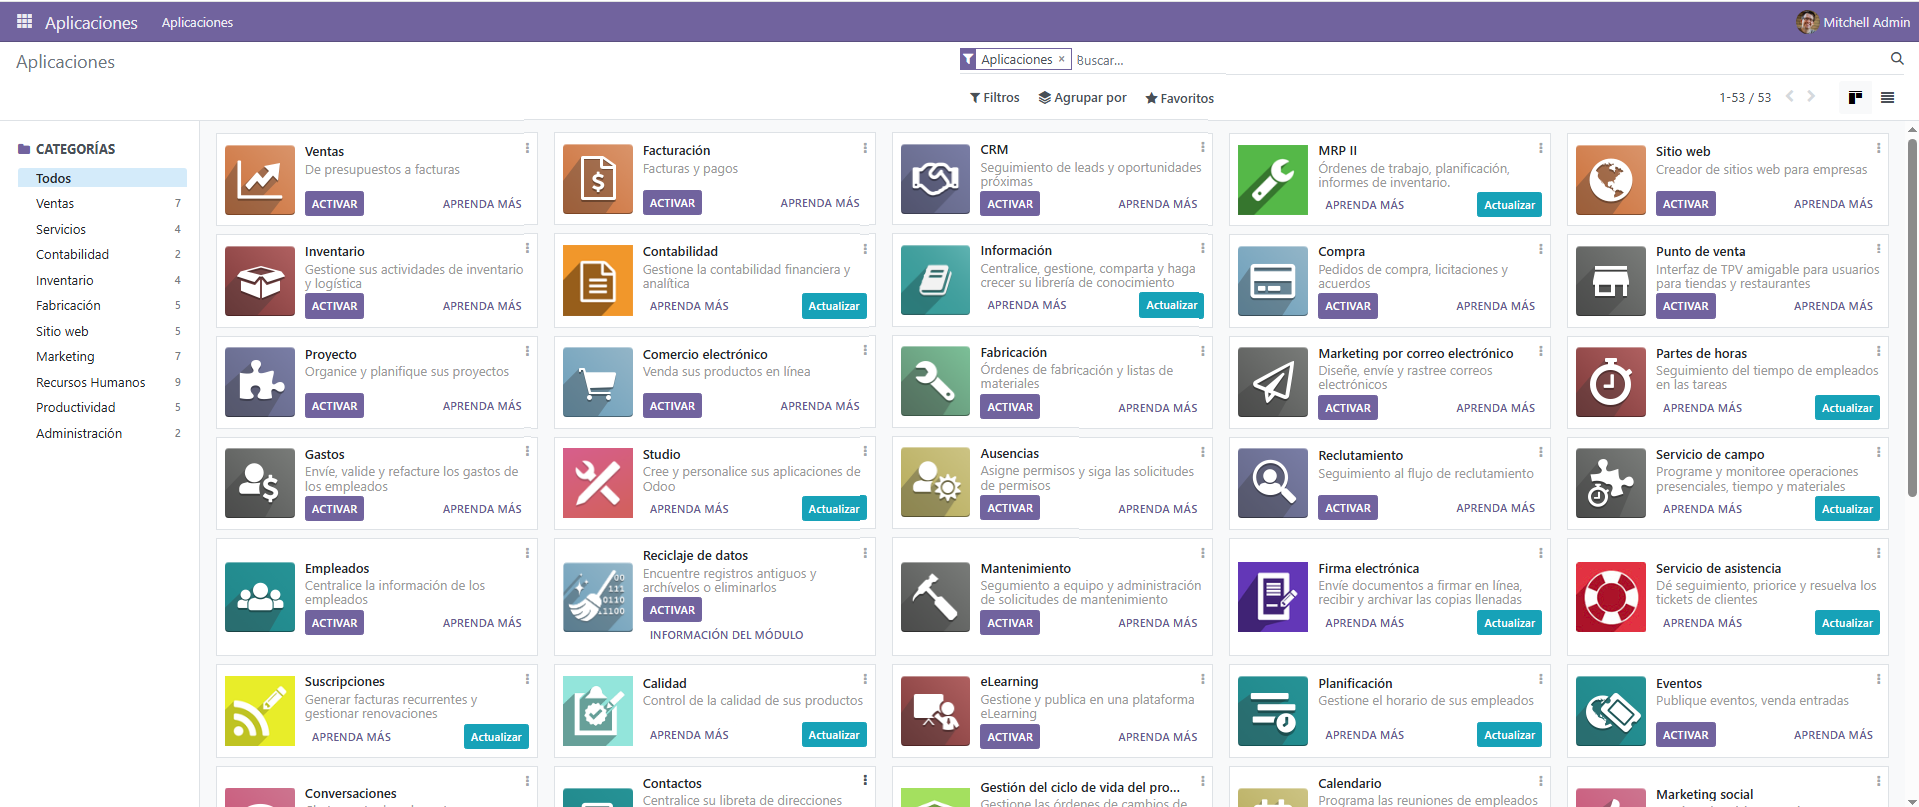 Aplicaciones
Aplicaciones
Mitchell Admin
Aplicaciones
Aplicaciones ×
Buscar...
Filtros
Agrupar por
Favoritos
1-53 / 53
CATEGORÍAS
Todos
Ventas 7
Servicios 4
Contabilidad 2
Inventario 4
Fabricación 5
Sitio web 5
Marketing 7
Recursos Humanos 9
Productividad 5
Administración 2
Ventas
De presupuestos a facturas
ACTIVAR
APRENDA MÁS
Facturación
Facturas y pagos
ACTIVAR
APRENDA MÁS
CRM
Seguimiento de leads y oportunidades
próximas
ACTIVAR
APRENDA MÁS
MRP II
Órdenes de trabajo, planificación,
informes de inventario.
APRENDA MÁS
Actualizar
Sitio web
Creador de sitios web para empresas
ACTIVAR
APRENDA MÁS
Inventario
Gestione sus actividades de inventario
y logística
ACTIVAR
APRENDA MÁS
Contabilidad
Gestione la contabilidad financiera y
analítica
APRENDA MÁS
Actualizar
Información
Centralice, gestione, comparta y haga
crecer su librería de conocimiento
APRENDA MÁS
Actualizar
Compra
Pedidos de compra, licitaciones y
acuerdos
ACTIVAR
APRENDA MÁS
Punto de venta
Interfaz de TPV amigable para usuarios
para tiendas y restaurantes
ACTIVAR
APRENDA MÁS
Proyecto
Organice y planifique sus proyectos
ACTIVAR
APRENDA MÁS
Comercio electrónico
Venda sus productos en línea
ACTIVAR
APRENDA MÁS
Fabricación
Órdenes de fabricación y listas de
materiales
ACTIVAR
APRENDA MÁS
Marketing por correo electrónico
Diseñe, envíe y rastree correos
electrónicos
ACTIVAR
APRENDA MÁS
Partes de horas
Seguimiento del tiempo de empleados
en las tareas
APRENDA MÁS
Actualizar
Gastos
Envíe, valide y refacture los gastos de
los empleados
ACTIVAR
APRENDA MÁS
Studio
Cree y personalice sus aplicaciones de
Odoo
APRENDA MÁS
Actualizar
Ausencias
Asigne permisos y siga las solicitudes
de permisos
ACTIVAR
APRENDA MÁS
Reclutamiento
Seguimiento al flujo de reclutamiento
ACTIVAR
APRENDA MÁS
Servicio de campo
Programe y monitoree operaciones
presenciales, tiempo y materiales
APRENDA MÁS
Actualizar
Empleados
Centralice la información de los
empleados
ACTIVAR
APRENDA MÁS
Reciclaje de datos
Encuentre registros antiguos y
archívelos o eliminarlos
ACTIVAR
INFORMACIÓN DEL MÓDULO
Mantenimiento
Segumiento a equipo y administración
de solicitudes de mantenimiento
ACTIVAR
APRENDA MÁS
Firma electrónica
Envíe documentos a firmar en línea,
recibir y archivar las copias llenadas
APRENDA MÁS
Actualizar
Servicio de asistencia
Dé seguimiento, priorice y resuelva los
tickets de clientes
APRENDA MÁS
Actualizar
Suscripciones
Generar facturas recurrentes y
gestionar renovaciones
APRENDA MÁS
Actualizar
Calidad
Control de la calidad de sus productos
APRENDA MÁS
Actualizar
eLearning
Gestione y publica en una plataforma
eLearning
ACTIVAR
APRENDA MÁS
Planificación
Gestione el horario de sus empleados
APRENDA MÁS
Actualizar
Eventos
Publique eventos, venda entradas
ACTIVAR
APRENDA MÁS
Conversaciones
Contactos
Centralice su libreta de direcciones
Gestión del ciclo de vida del pro...
Gestione las órdenes de cambios de
Calendario
Programa las reuniones de empleados
Marketing social